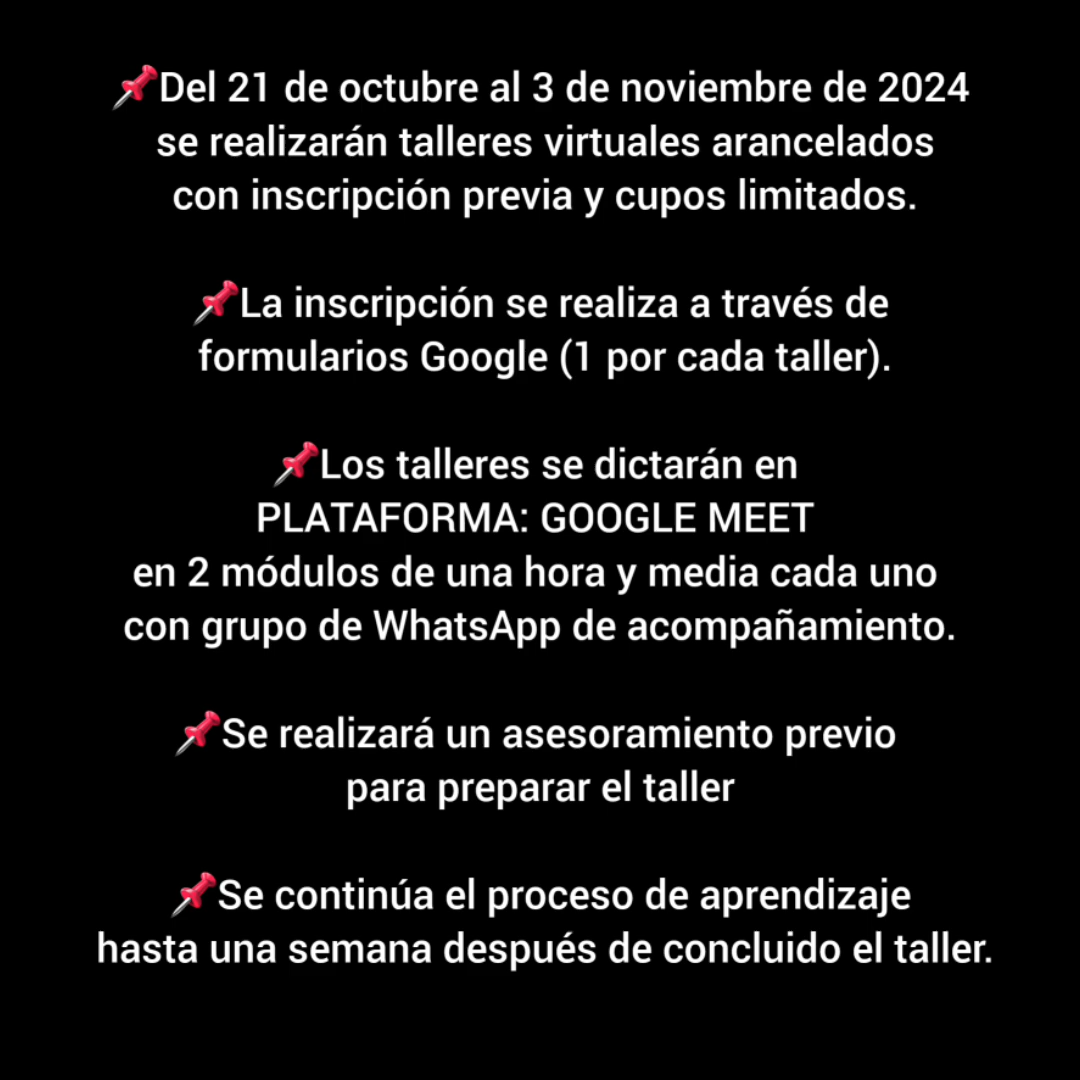 📌Del 21 de octubre al 3 de noviembre de 2024
se realizarán talleres virtuales arancelados
con inscripción previa y cupos limitados.
📌La inscripción se realiza a través de
formularios Google (1 por cada taller).
📌Los talleres se dictarán en
PLATAFORMA: GOOGLE MEET
en 2 módulos de una hora y media cada uno
con grupo de WhatsApp de acompañamiento.
📌Se realizará un asesoramiento previo
para preparar el taller
📌Se continúa el proceso de aprendizaje
hasta una semana después de concluido el taller.